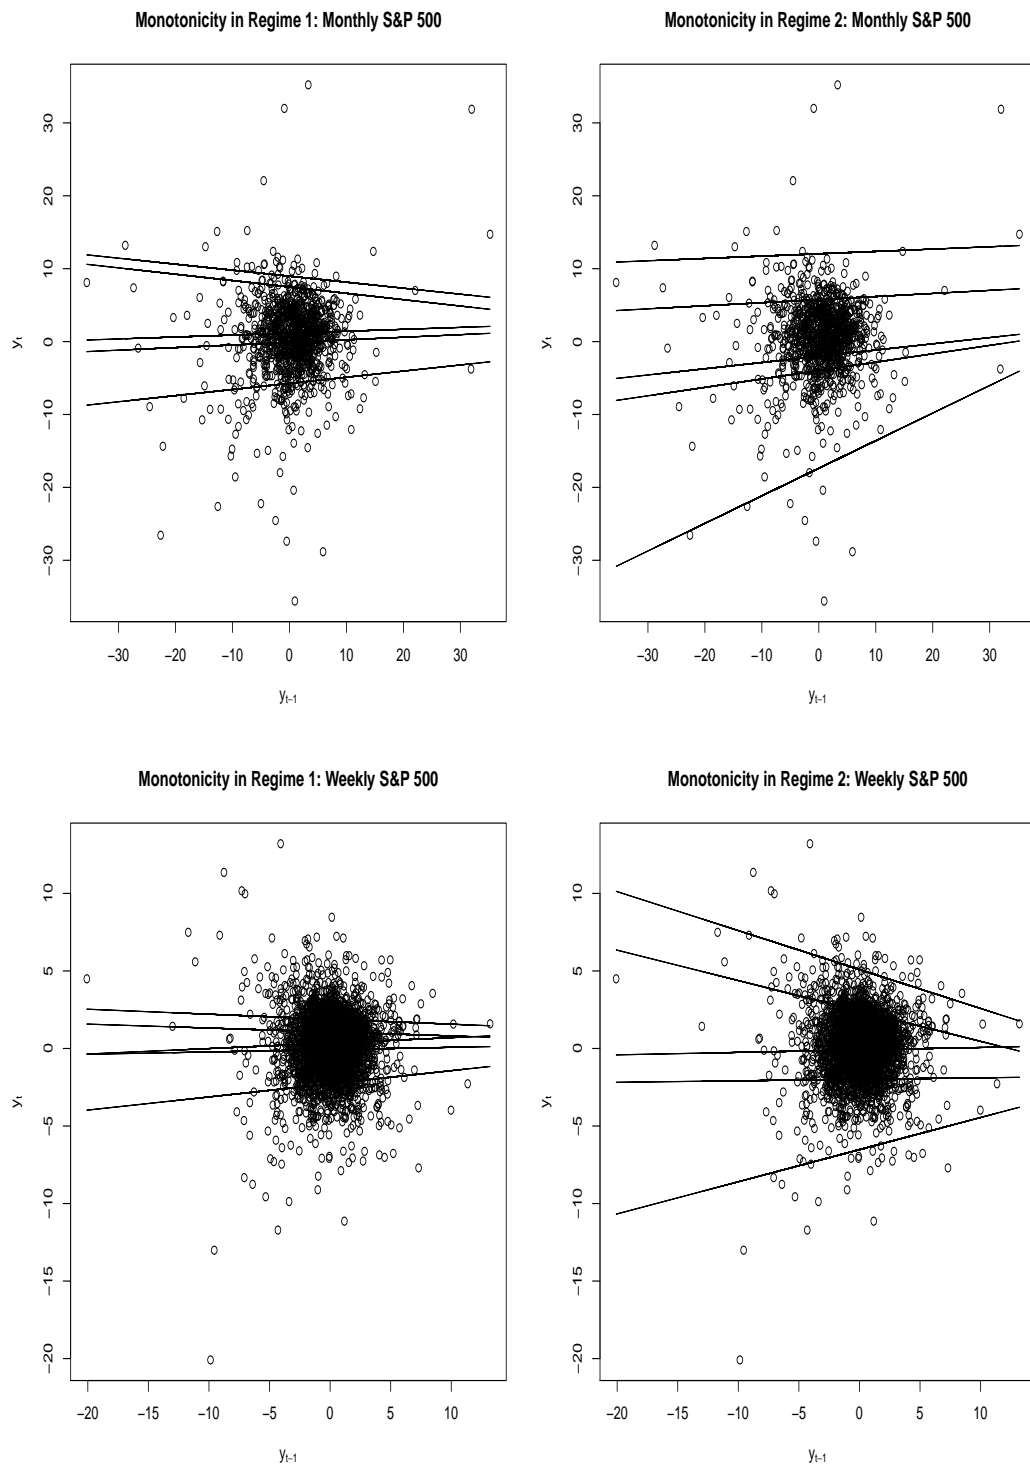 Monotonicity in Regime 1: Monthly S&P 500
30
20
10
0
−10
−20
−30
yₜ
−30 −20 −10 0 10 20 30
yₜ₋₁
Monotonicity in Regime 2: Monthly S&P 500
30
20
10
0
−10
−20
−30
yₜ
−30 −20 −10 0 10 20 30
yₜ₋₁
Monotonicity in Regime 1: Weekly S&P 500
10
5
0
−5
−10
−15
−20
yₜ
−20 −15 −10 −5 0 5 10
yₜ₋₁
Monotonicity in Regime 2: Weekly S&P 500
10
5
0
−5
−10
−15
−20
yₜ
−20 −15 −10 −5 0 5 10
yₜ₋₁